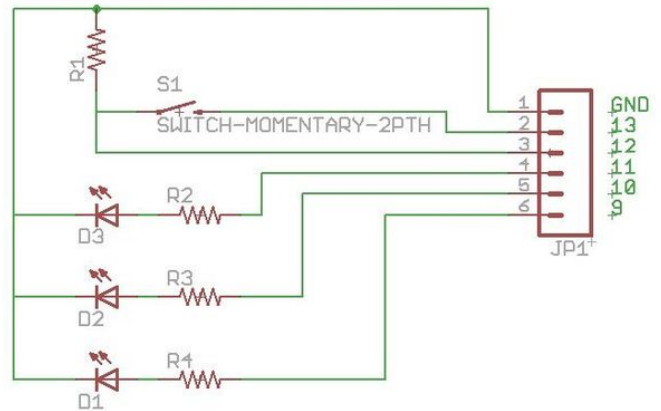 R1
S1
SWITCH-MOMENTARY-2PTH
1 GND
2 13
3 12
4 11
5 10
6 9
JP1
R2
D3
R3
D2
R4
D1